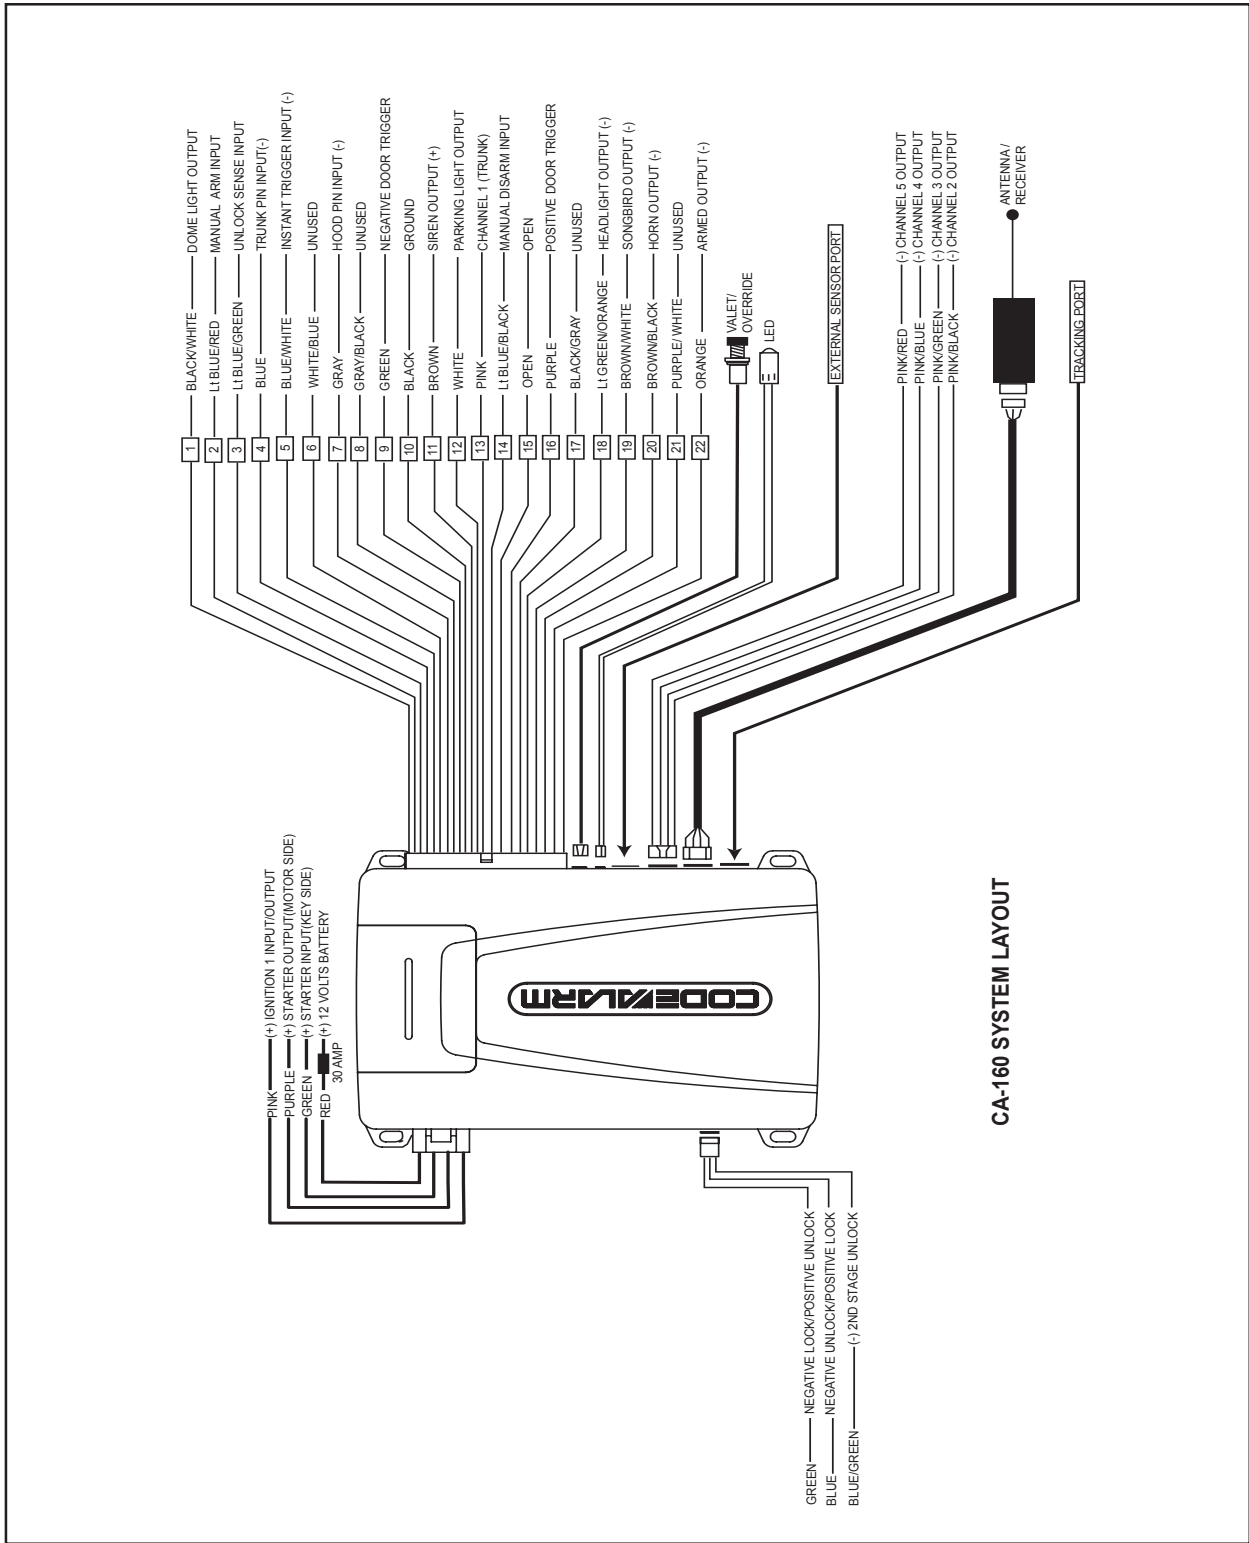 PINK (+) IGNITION 1 INPUT/OUTPUT
PURPLE (+) STARTER OUTPUT(MOTOR SIDE)
GREEN (+) STARTER INPUT(KEY SIDE)
RED (+) 12 VOLTS BATTERY
30 AMP
1 BLACK/WHITE DOME LIGHT OUTPUT
2 Lt BLUE/RED MANUAL ARM INPUT
3 Lt BLUE/GREEN UNLOCK SENSE INPUT
4 BLUE TRUNK PIN INPUT(-)
5 BLUE/WHITE INSTANT TRIGGER INPUT (-)
6 WHITE/BLUE UNUSED
7 GRAY HOOD PIN INPUT (-)
8 GRAY/BLACK UNUSED
9 GREEN NEGATIVE DOOR TRIGGER
10 BLACK GROUND
11 BROWN SIREN OUTPUT (+)
12 WHITE PARKING LIGHT OUTPUT
13 PINK CHANNEL 1 (TRUNK)
14 Lt BLUE/BLACK MANUAL DISARM INPUT
15 OPEN OPEN
16 PURPLE POSITIVE DOOR TRIGGER
17 BLACK/GRAY UNUSED
18 Lt GREEN/ORANGE HEADLIGHT OUTPUT (-)
19 BROWN/WHITE SONGBIRD OUTPUT (-)
20 BROWN/BLACK HORN OUTPUT (-)
21 PURPLE/ WHITE UNUSED
22 ORANGE ARMED OUTPUT (-)
VALET/
OVERRIDE
LED
EXTERNAL SENSOR PORT
PINK/RED (-) CHANNEL 5 OUTPUT
PINK/BLUE (-) CHANNEL 4 OUTPUT
PINK/GREEN (-) CHANNEL 3 OUTPUT
PINK/BLACK (-) CHANNEL 2 OUTPUT
ANTENNA /
RECEIVER
TRACKING PORT
CODE ALARM
GREEN NEGATIVE LOCK/POSITIVE UNLOCK
BLUE NEGATIVE UNLOCK/POSITIVE LOCK
BLUE/GREEN (-) 2ND STAGE UNLOCK
CA-160 SYSTEM LAYOUT